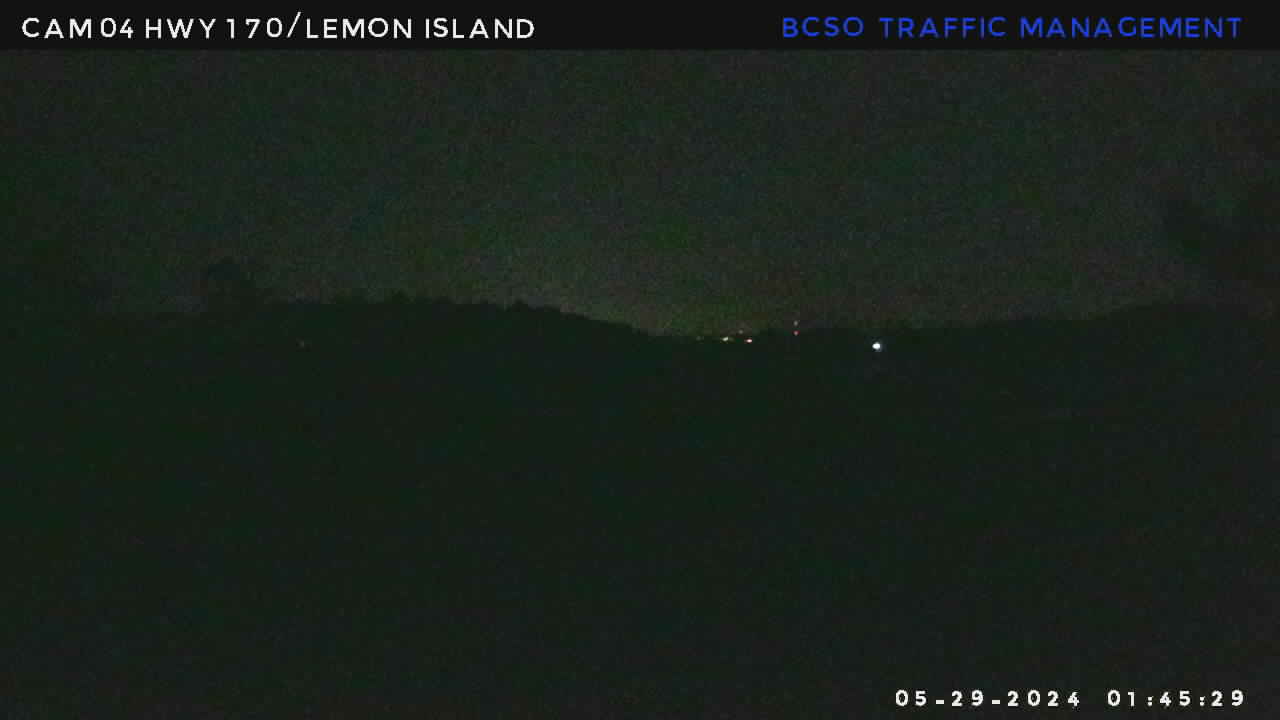 CAM04 HWY 170/LEMON ISLAND
BCSO TRAFFIC MANAGEMENT
05-29-2024 01:45:29